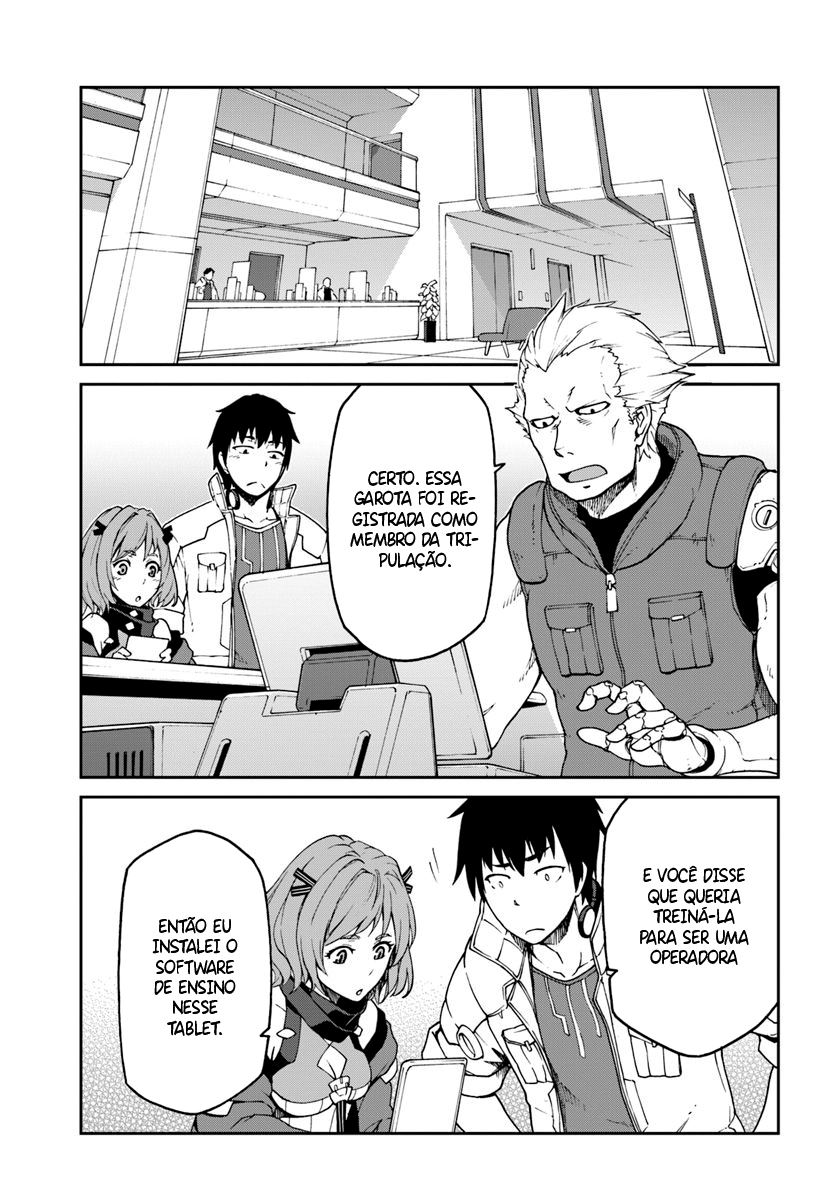 CERTO. ESSA
GAROTA FOI RE-
GISTRADA COMO
MEMBRO DA TRI-
PULAÇÃO.
E VOCÊ DISSE
QUE QUERIA
TREINÁ-LA
PARA SER UMA
OPERADORA
ENTÃO EU
INSTALEI O
SOFTWARE
DE ENSINO
NESSE
TABLET.